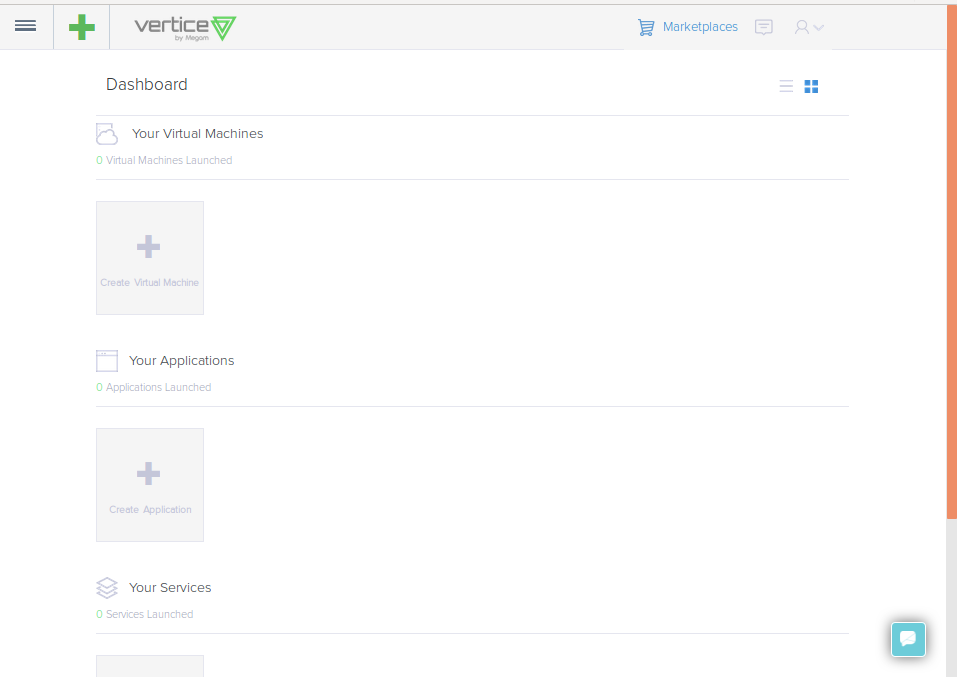 vertice
by Megam
Marketplaces
Dashboard
Your Virtual Machines
0 Virtual Machines Launched
Create Virtual Machine
Your Applications
0 Applications Launched
Create Application
Your Services
0 Services Launched